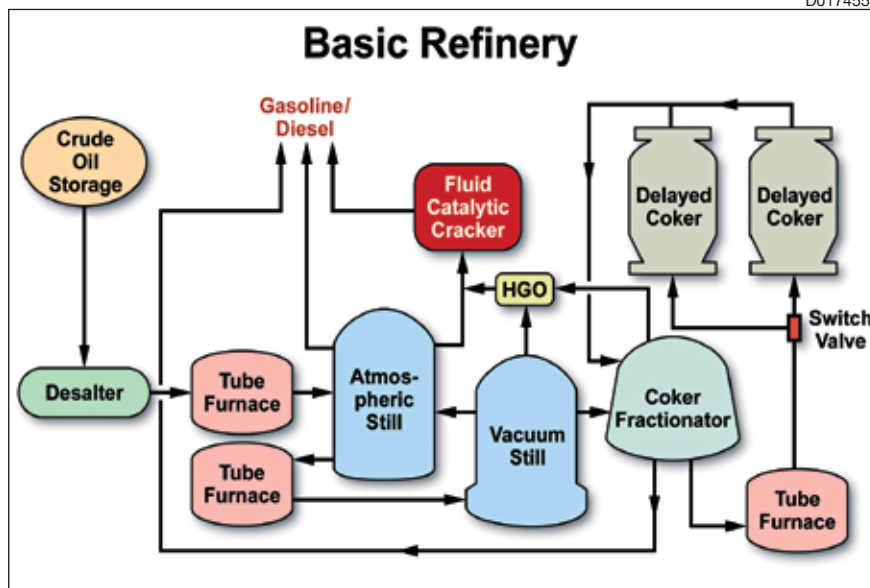 D017455
Basic Refinery
Gasoline/
Diesel
Crude
Oil
Storage
Fluid
Catalytic
Cracker
Delayed
Coker
Delayed
Coker
HGO
Switch
Valve
Desalter
Tube
Furnace
Atmos-
pheric
Still
Vacuum
Still
Coker
Fractionator
Tube
Furnace
Tube
Furnace